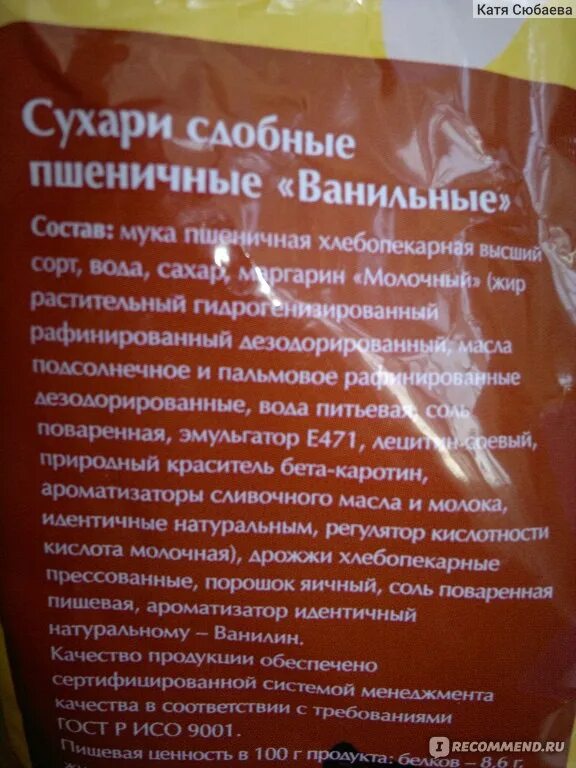 Катя Сюбаева
Сухари сдобные
пшеничные «Ванильные»
Состав: мука пшеничная хлебопекарная высший
сорт, вода, сахар, маргарин «Молочный» (жир
растительный гидрогенизированный
рафинированный дезодорированный, масла
подсолнечное и пальмовое рафинированные
дезодорированные, вода питьевая, соль
поваренная, эмульгатор Е471, лецитин соевый,
природный краситель бета-каротин,
ароматизаторы сливочного масла и молока,
идентичные натуральным, регулятор кислотности
кислота молочная), дрожжи хлебопекарные
прессованные, порошок яичный, соль поваренная
пищевая, ароматизатор идентичный
натуральному – Ванилин.
Качество продукции обеспечено
сертифицированной системой менеджмента
качества в соответствии с требованиями
ГОСТ Р ИСО 9001.
Пищевая ценность в 100 г продукта: белков – 8,6 г,
IRECOMMEND.RU